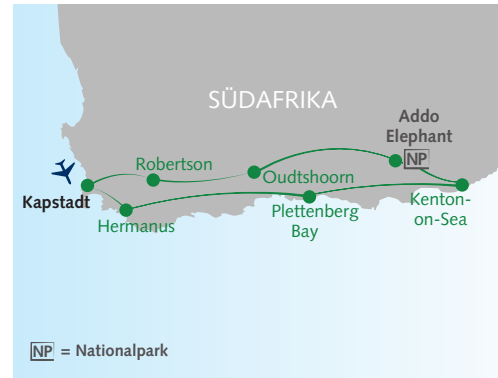 SÜDAFRIKA
Addo
Elephant
NP
Robertson
Oudtshoorn
Kapstadt
Hermanus
Plettenberg
Bay
Kenton-
on-Sea
NP = Nationalpark